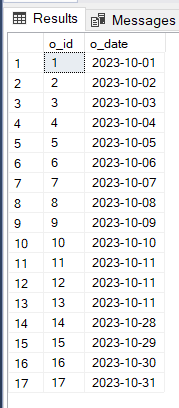 Results Messages
o_id o_date
1 1 2023-10-01
2 2 2023-10-02
3 3 2023-10-03
4 4 2023-10-04
5 5 2023-10-05
6 6 2023-10-06
7 7 2023-10-07
8 8 2023-10-08
9 9 2023-10-09
10 10 2023-10-10
11 11 2023-10-11
12 12 2023-10-11
13 13 2023-10-11
14 14 2023-10-28
15 15 2023-10-29
16 16 2023-10-30
17 17 2023-10-31